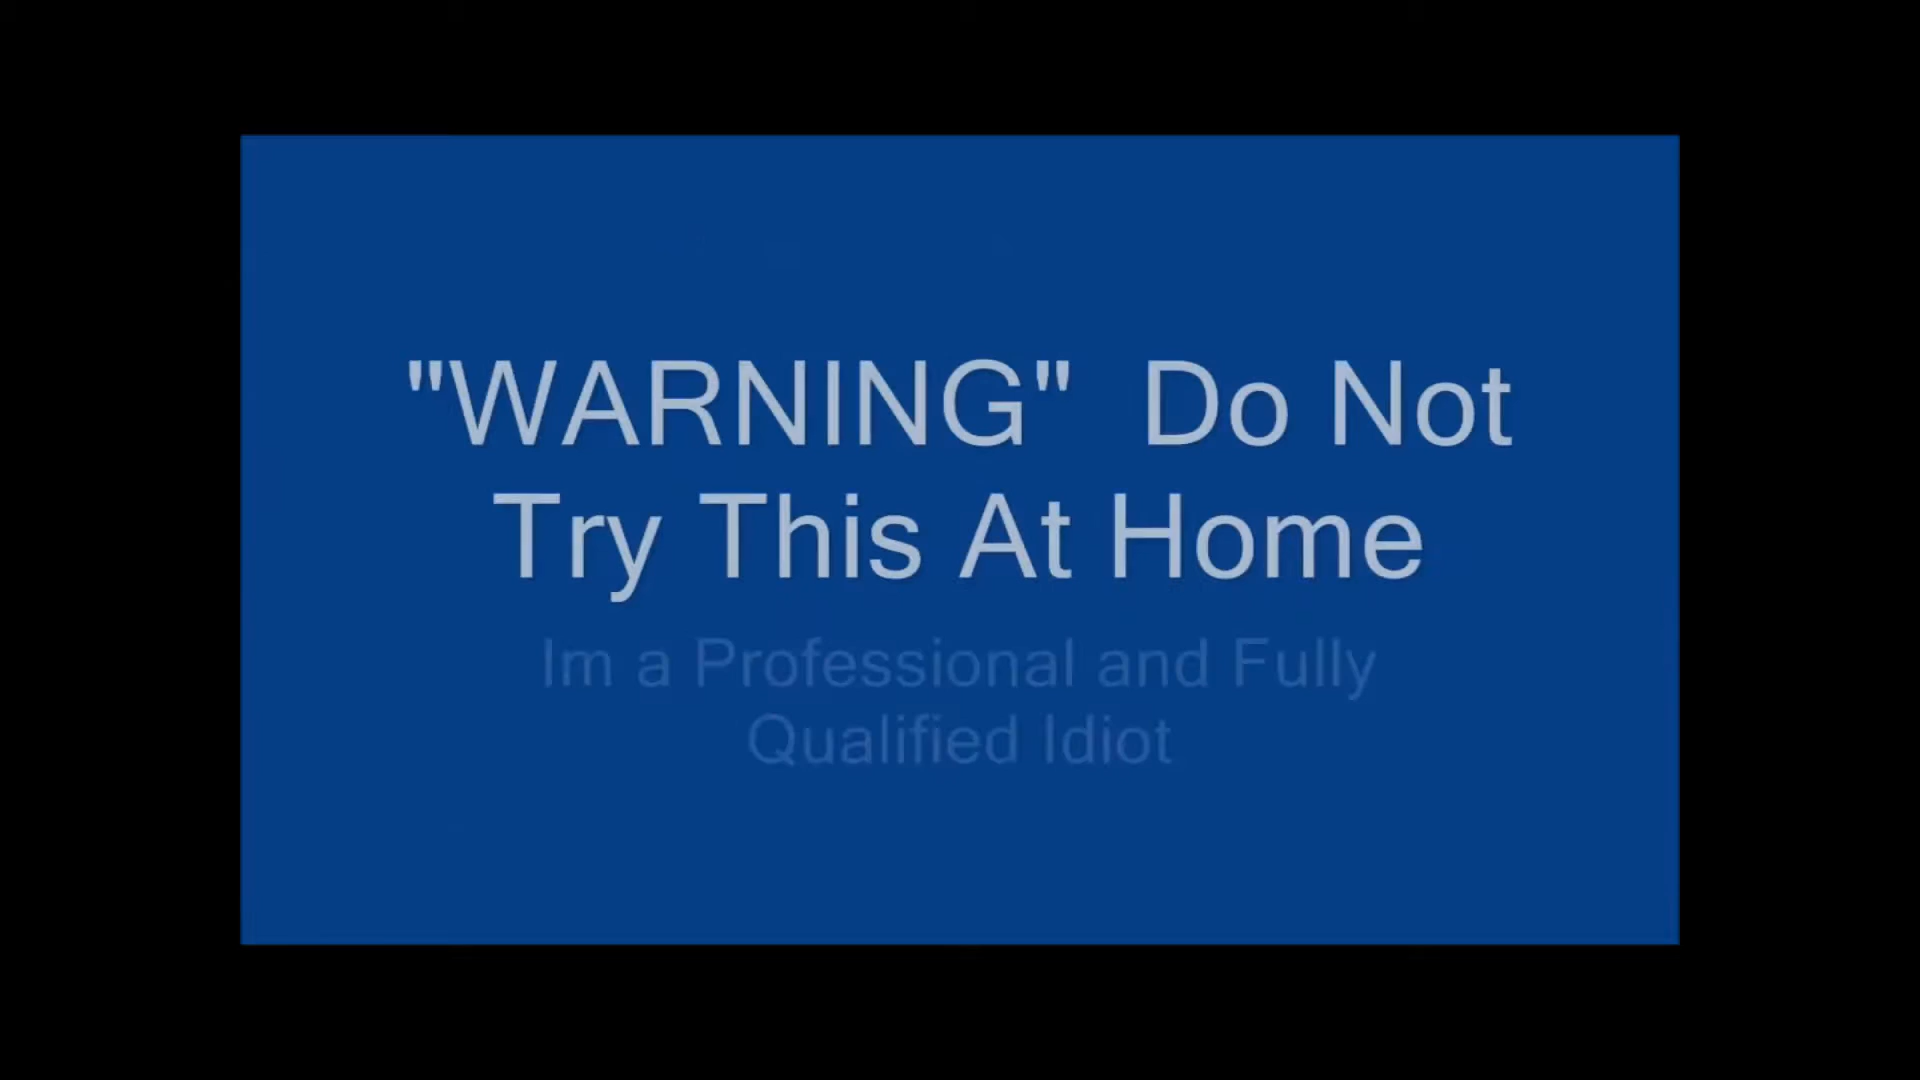 "WARNING"  Do Not
Try This At Home
Im a Professional and Fully
Qualified Idiot